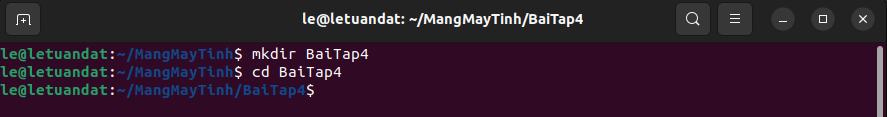 le@letuandat: ~/MangMayTinh/BaiTap4
le@letuandat:~/MangMayTinh$ mkdir BaiTap4
le@letuandat:~/MangMayTinh$ cd BaiTap4
le@letuandat:~/MangMayTinh/BaiTap4$